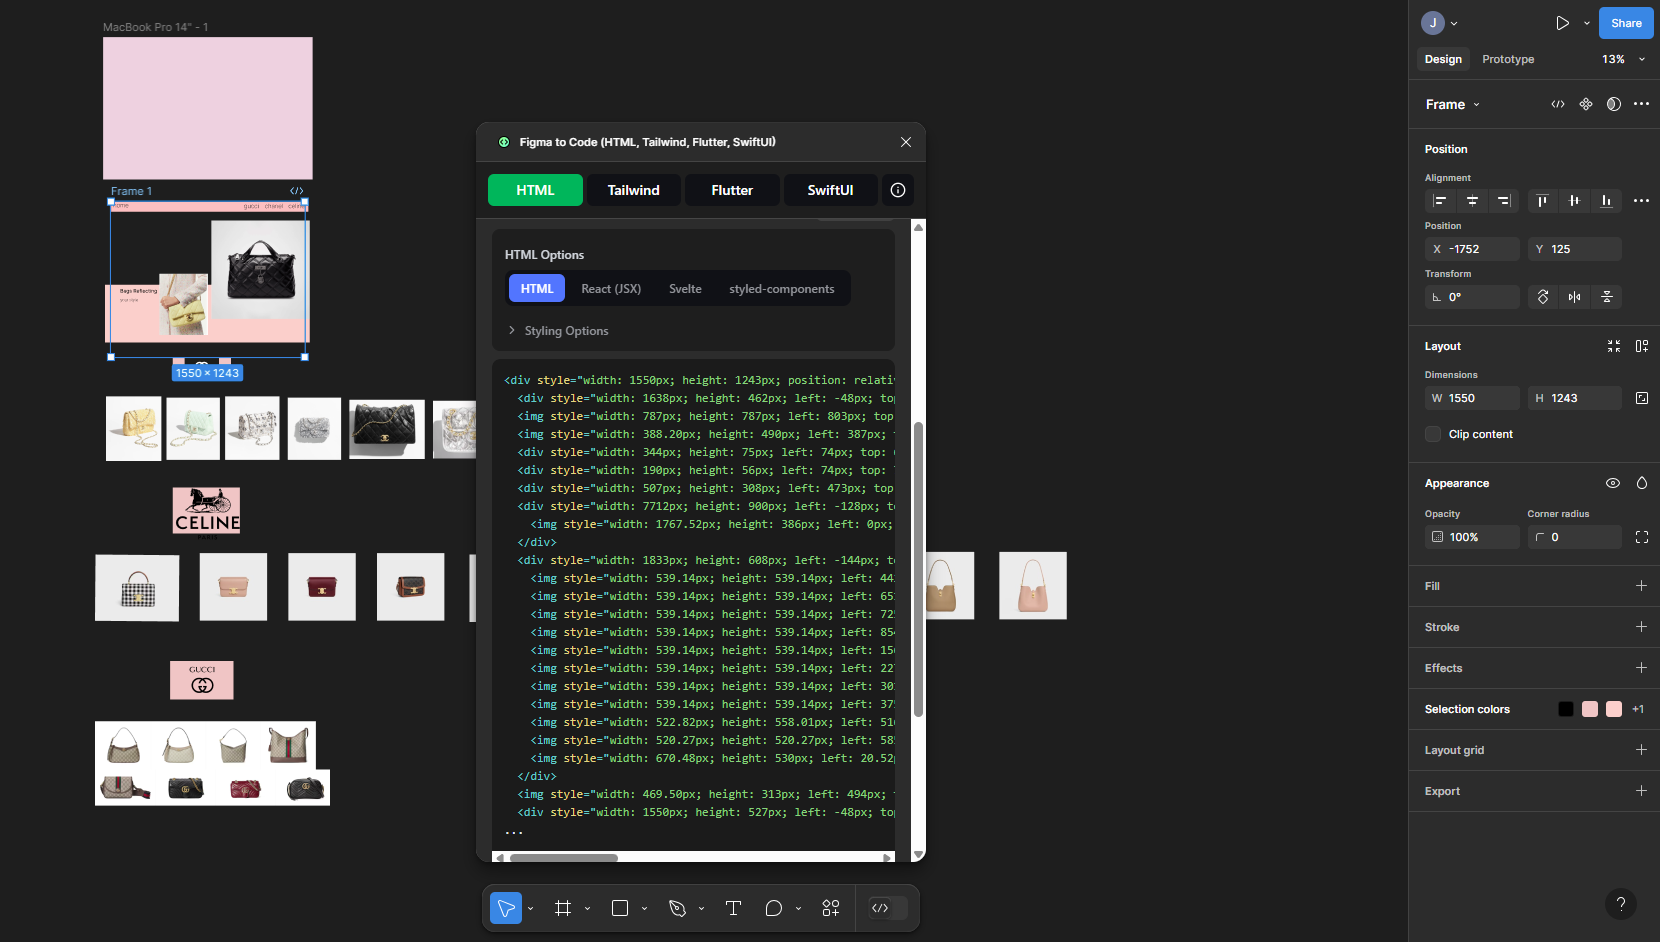 MacBook Pro 14" - 1
Frame 1
Home
gucci chanel celine
Bags Reflecting
your style
1550 × 1243
CELINE
PARIS
GUCCI
Figma to Code (HTML, Tailwind, Flutter, SwiftUI)
HTML
Tailwind
Flutter
SwiftUI
HTML Options
HTML
React (JSX)
Svelte
styled-components
Styling Options
<div style="width: 1550px; height: 1243px; position: relativ
<div style="width: 1638px; height: 462px; left: -48px; top
<img style="width: 787px; height: 787px; left: 803px; top
<img style="width: 388.20px; height: 490px; left: 387px;
<div style="width: 344px; height: 75px; left: 74px; top:
<div style="width: 190px; height: 56px; left: 74px; top:
<div style="width: 507px; height: 308px; left: 473px; top
<div style="width: 7712px; height: 900px; left: -128px; to
<img style="width: 1767.52px; height: 386px; left: 0px;
</div>
<div style="width: 1833px; height: 608px; left: -144px; to
<img style="width: 539.14px; height: 539.14px; left: 44
<img style="width: 539.14px; height: 539.14px; left: 65
<img style="width: 539.14px; height: 539.14px; left: 72
<img style="width: 539.14px; height: 539.14px; left: 85
<img style="width: 539.14px; height: 539.14px; left: 15
<img style="width: 539.14px; height: 539.14px; left: 22
<img style="width: 539.14px; height: 539.14px; left: 30
<img style="width: 539.14px; height: 539.14px; left: 37
<img style="width: 522.82px; height: 558.01px; left: 51
<img style="width: 520.27px; height: 520.27px; left: 58
<img style="width: 670.48px; height: 530px; left: 20.52p
</div>
<img style="width: 469.50px; height: 313px; left: 494px;
<div style="width: 1550px; height: 527px; left: -48px; top
...
J
Share
Design
Prototype
13%
Frame
Position
Alignment
Position
X -1752
Y 125
Transform
0°
Layout
Dimensions
W 1550
H 1243
Clip content
Appearance
Opacity
Corner radius
100%
0
Fill
Stroke
Effects
Selection colors
+1
Layout grid
Export
?